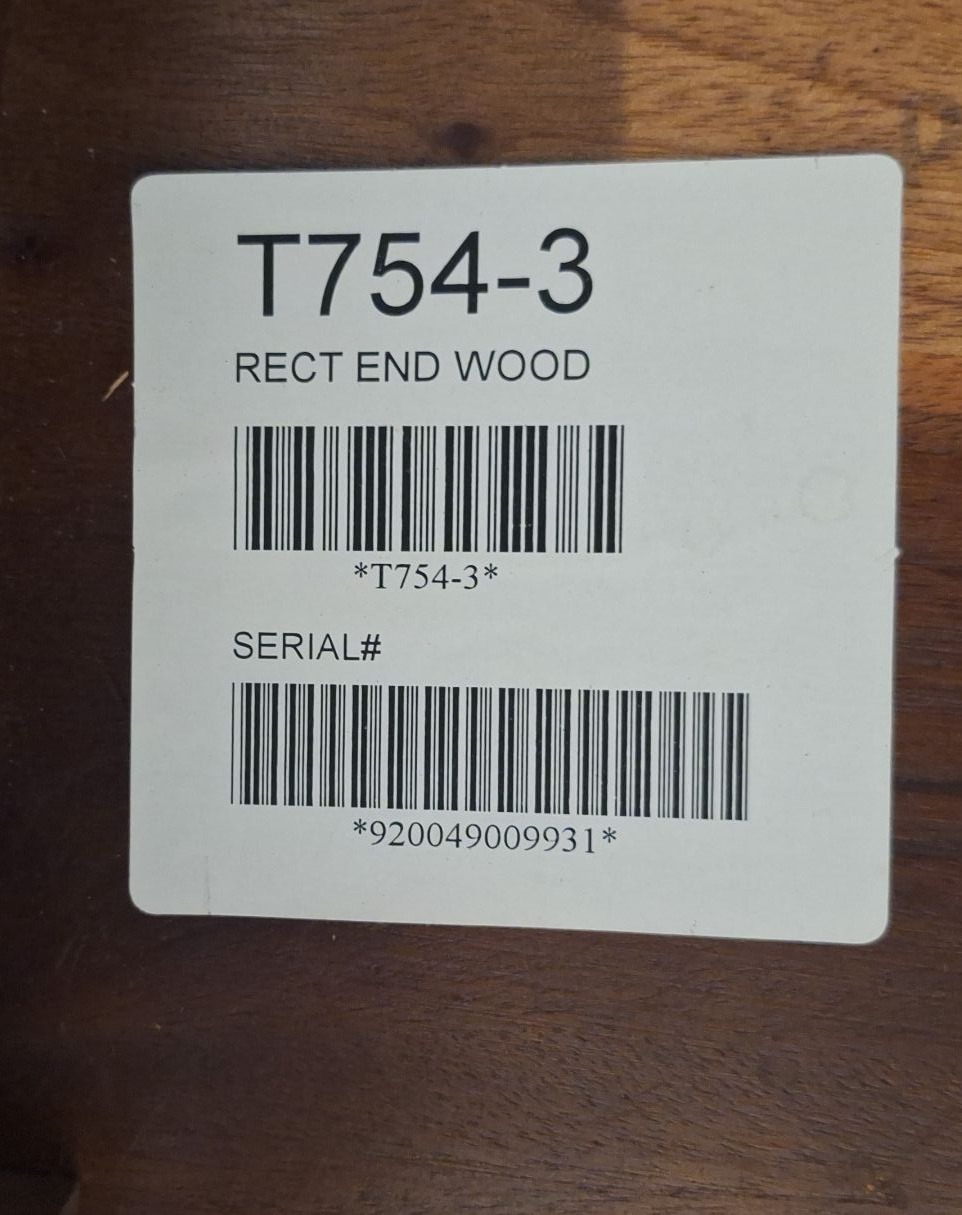 T754-3
RECT END WOOD
*T754-3*
SERIAL#
*920049009931*